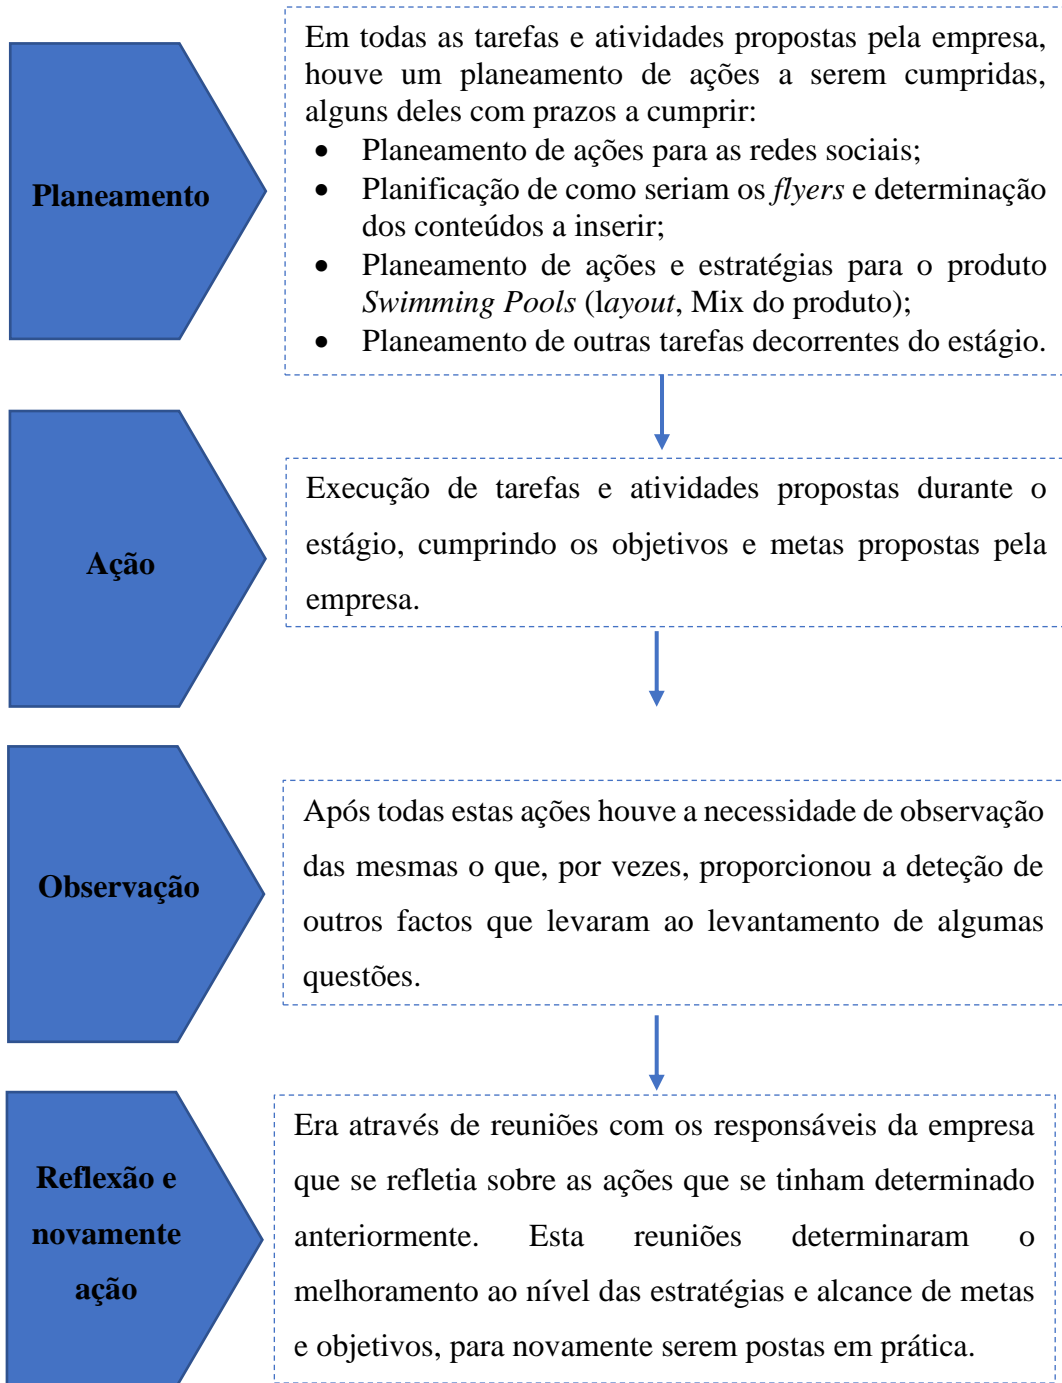 Planeamento
Em todas as tarefas e atividades propostas pela empresa,
houve um planeamento de ações a serem cumpridas,
alguns deles com prazos a cumprir:
• Planeamento de ações para as redes sociais;
• Planificação de como seriam os flyers e determinação
dos conteúdos a inserir;
• Planeamento de ações e estratégias para o produto
Swimming Pools (layout, Mix do produto);
• Planeamento de outras tarefas decorrentes do estágio.
Ação
Execução de tarefas e atividades propostas durante o
estágio, cumprindo os objetivos e metas propostas pela
empresa.
Observação
Após todas estas ações houve a necessidade de observação
das mesmas o que, por vezes, proporcionou a deteção de
outros factos que levaram ao levantamento de algumas
questões.
Reflexão e
novamente
ação
Era através de reuniões com os responsáveis da empresa
que se refletia sobre as ações que se tinham determinado
anteriormente. Esta reuniões determinaram o
melhoramento ao nível das estratégias e alcance de metas
e objetivos, para novamente serem postas em prática.